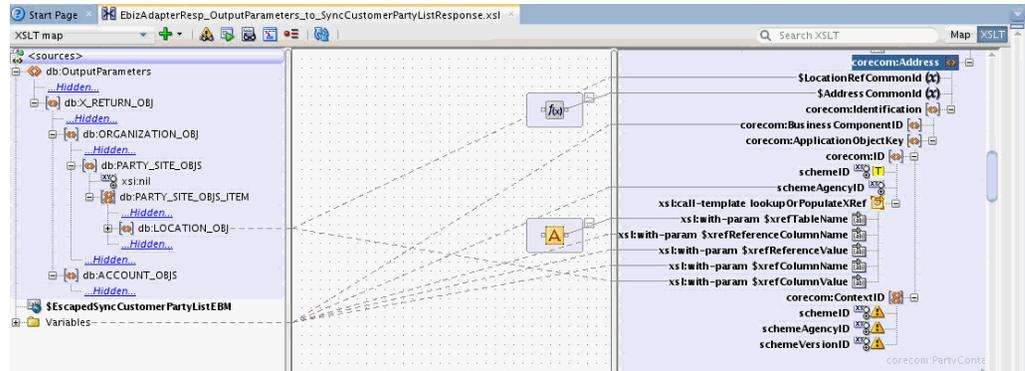 Start Page
EbizAdapterResp_OutputParameters_to_SyncCustomerPartyListResponse.xsl
XSLT map
Search XSLT
Map
XSLT
<sources>
db:OutputParameters
...Hidden...
db:X_RETURN_OBJ
...Hidden...
db:ORGANIZATION_OBJ
...Hidden...
db:PARTY_SITE_OBJS
xsi:nil
db:PARTY_SITE_OBJS_ITEM
...Hidden...
db:LOCATION_OBJ
...Hidden...
...Hidden...
db:ACCOUNT_OBJS
...Hidden...
$EscapedSyncCustomerPartyListEBM
Variables
f(x)
A
corecom:Address
$LocationRefCommonId (x)
$AddressCommonId (x)
corecom:Identification
corecom:BusinessComponentID
corecom:ApplicationObjectKey
corecom:ID
schemeID T
schemeAgencyID
xsl:call-template lookupOrPopulateXRef
xsl:with-param $xrefTableName
xsl:with-param $xrefReferenceColumnName
xsl:with-param $xrefReferenceValue
xsl:with-param $xrefColumnName
xsl:with-param $xrefColumnValue
corecom:ContextID
schemeID
schemeAgencyID
schemeVersionID
corecom:PartyConta